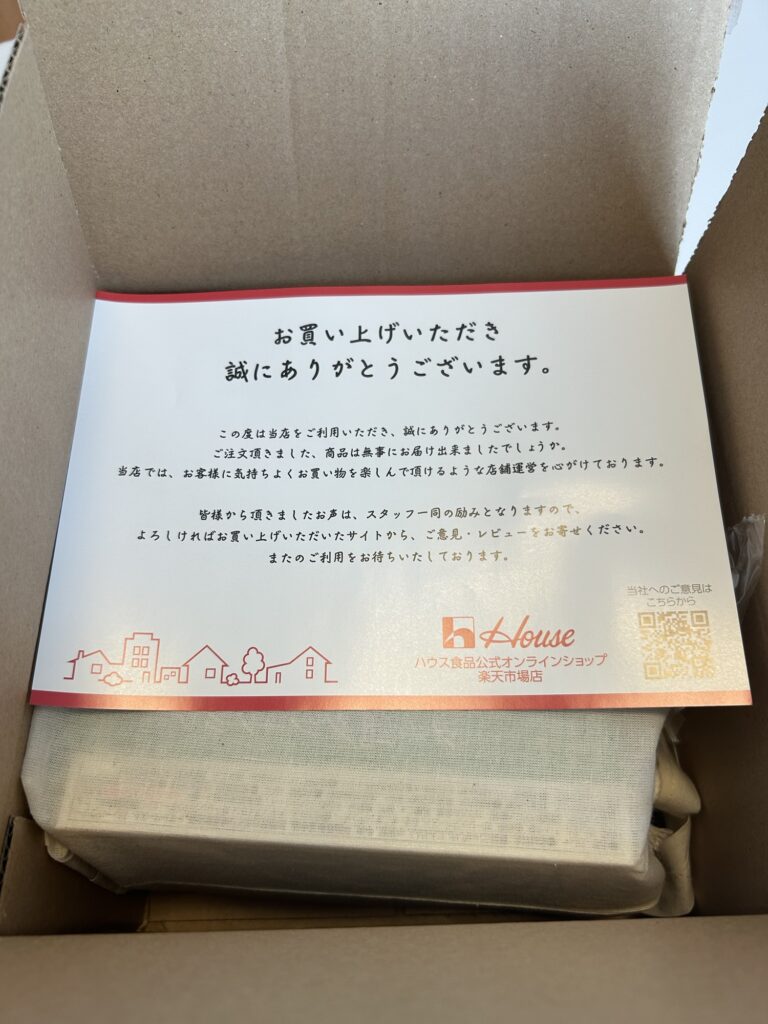 お買い上げいただき
誠にありがとうございます。
この度は当店をご利用いただき、誠にありがとうございます。
ご注文頂きました、商品は無事にお届け出来ましたでしょうか。
当店では、お客様に気持ちよくお買い物を楽しんで頂けるような店舗運営を心がけております。
皆様から頂きましたお声は、スタッフ一同の励みとなりますので、
よろしければお買い上げいただいたサイトから、ご意見・レビューをお寄せください。
またのご利用をお待ちいたしております。
当社へのご意見は
こちらから
House
ハウス食品公式オンラインショップ
楽天市場店